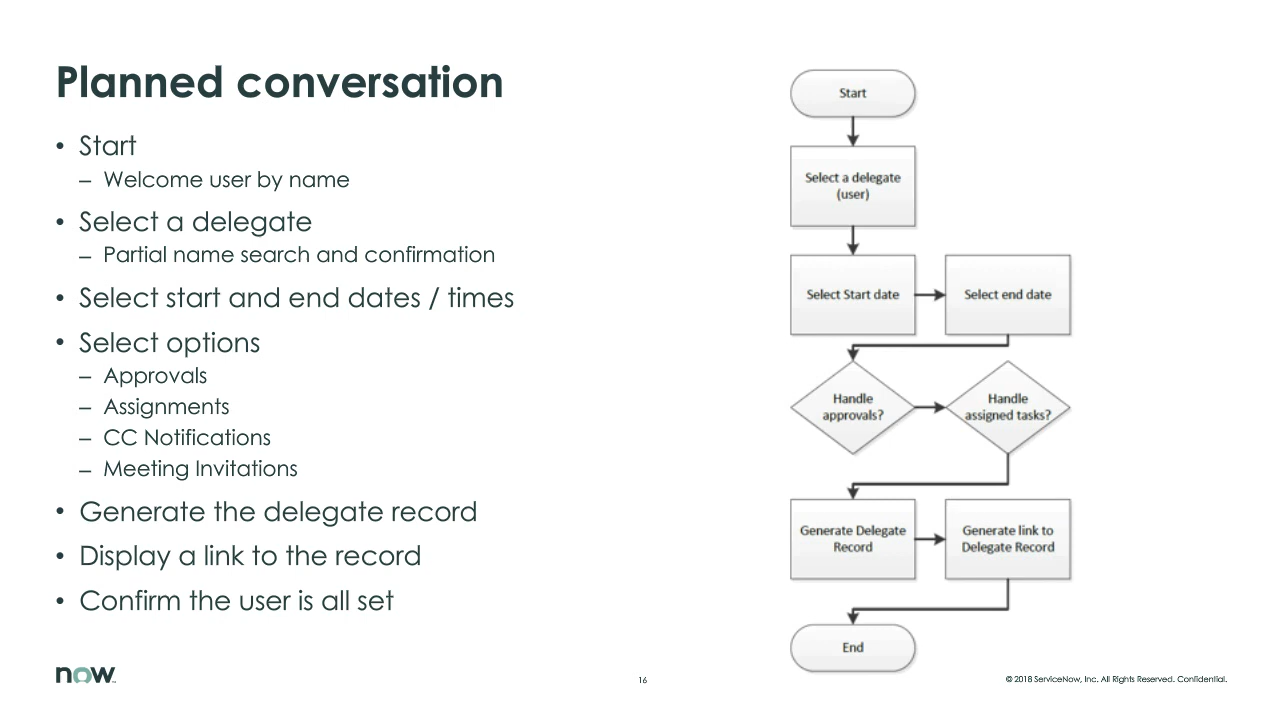 Planned conversation
• Start
– Welcome user by name
• Select a delegate
– Partial name search and confirmation
• Select start and end dates / times
• Select options
– Approvals
– Assignments
– CC Notifications
– Meeting Invitations
• Generate the delegate record
• Display a link to the record
• Confirm the user is all set
Start
Select a delegate
(user)
Select Start date
Select end date
Handle
approvals?
Handle
assigned tasks?
Generate Delegate
Record
Generate link to
Delegate Record
End
now
16
© 2018 ServiceNow, Inc. All Rights Reserved. Confidential.